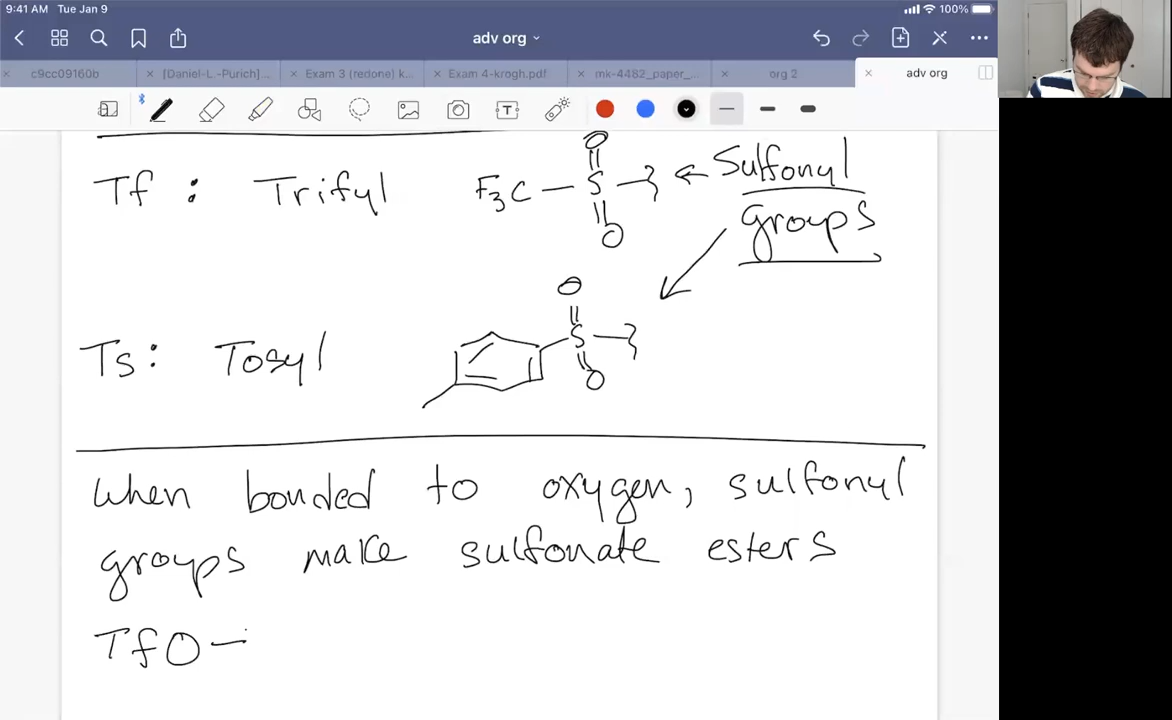 9:41 AM Tue Jan 9
100%
adv org
c9cc09160b
[Daniel-L.-Purich]...
Exam 3 (redone) k...
Exam 4-krogh.pdf
mk-4482_paper_...
org 2
adv org
T
Tf : Trifyl
F3C — S — O O
← Sulfonyl
groups
Ts: Tosyl
O S O
When bonded to oxygen, sulfonyl
groups make sulfonate esters
TfO —